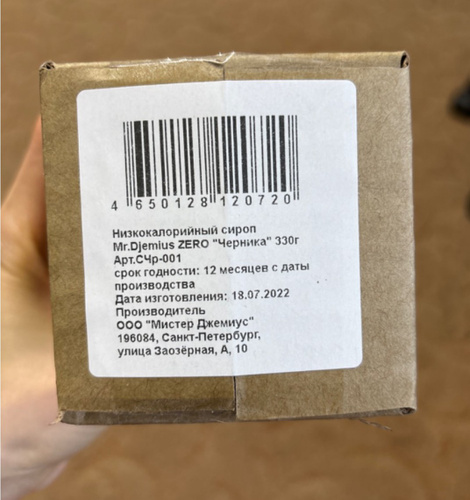 4 650128 120720
Низкокалорийный сироп
Mr.Djemius ZERO "Черника" 330г
Арт.СЧр-001
срок годности: 12 месяцев с даты
производства
Дата изготовления: 18.07.2022
Производитель
ООО "Мистер Джемиус"
196084, Санкт-Петербург,
улица Заозёрная, А, 10